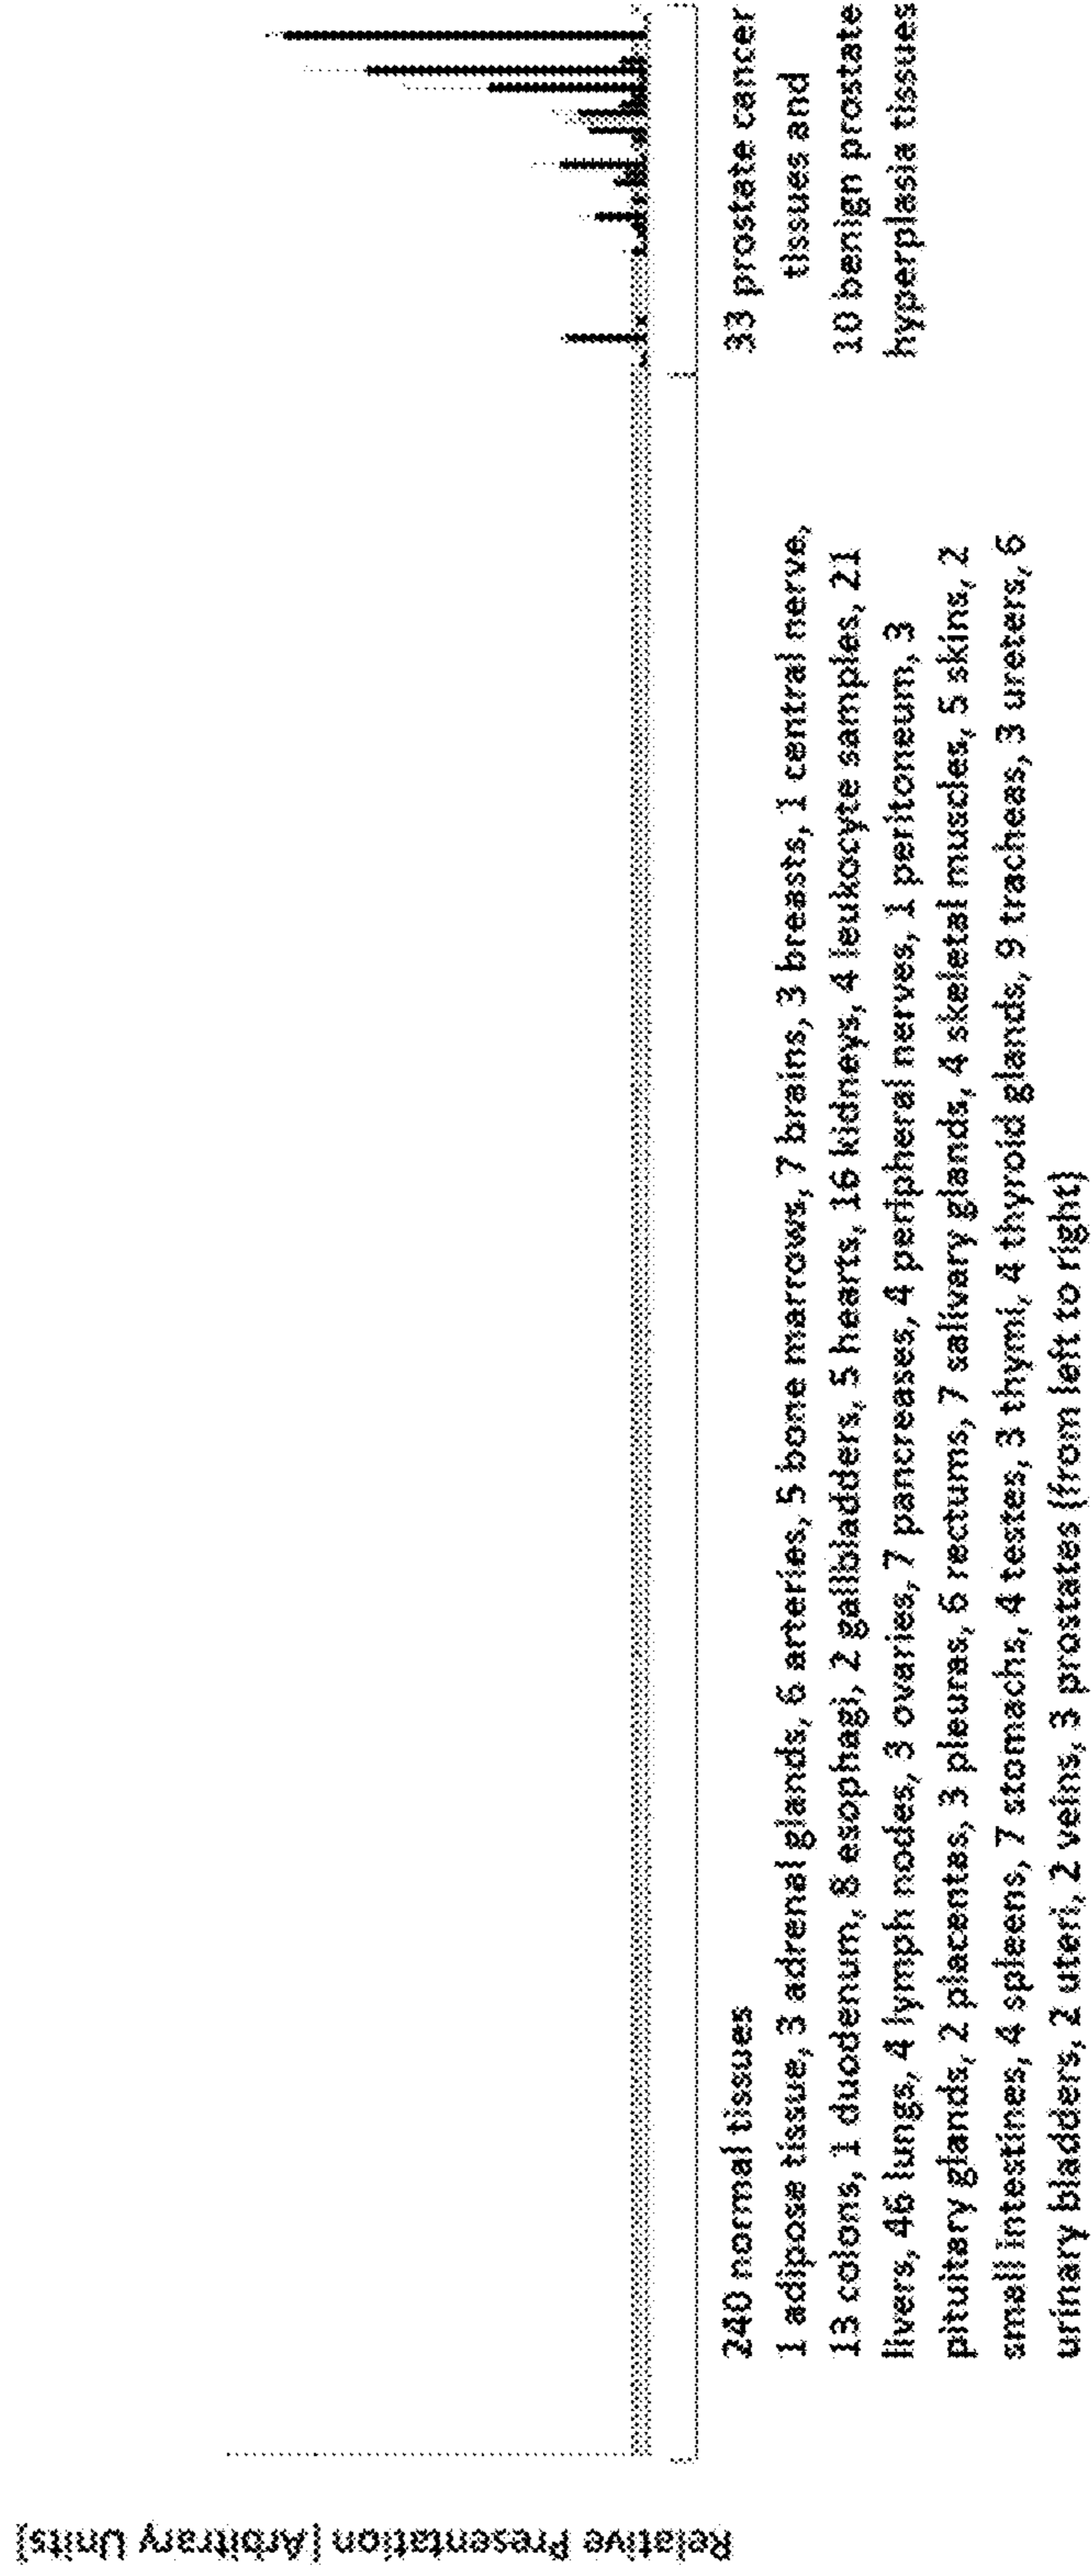 Relative Presentation [Arbitrary Units]
240 normal tissues
1 adipose tissue, 3 adrenal glands, 6 arteries, 5 bone marrows, 7 brains, 3 breasts, 1 central nerve,
13 colons, 1 duodenum, 8 esophagi, 2 gallbladders, 5 hearts, 16 kidneys, 4 leukocyte samples, 21
livers, 46 lungs, 4 lymph nodes, 3 ovaries, 7 pancreases, 4 peripheral nerves, 1 peritoneum, 3
pituitary glands, 2 placentas, 3 pleuras, 6 rectums, 7 salivary glands, 4 skeletal muscles, 5 skins, 2
small intestines, 4 spleens, 7 stomachs, 4 testes, 3 thymi, 4 thyroid glands, 9 tracheas, 3 ureters, 6
urinary bladders, 2 uteri, 2 veins, 3 prostates (from left to right)
33 prostate cancer
tissues and
10 benign prostate
hyperplasia tissues